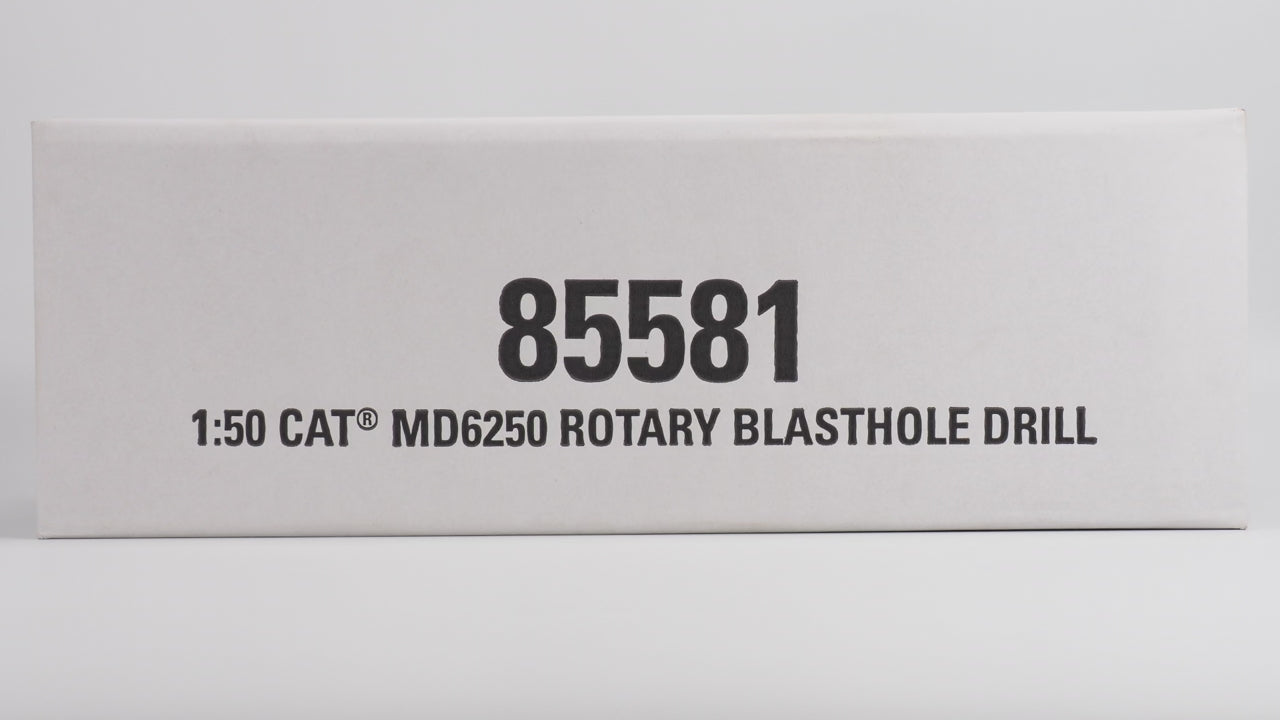 85581
1:50 CAT® MD6250 ROTARY BLASTHOLE DRILL